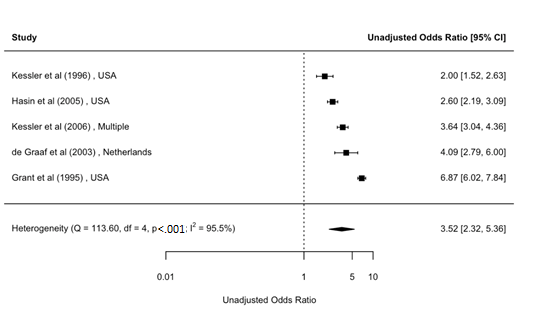 Study Unadjusted Odds Ratio [95% CI]
Kessler et al (1996) , USA 2.00 [1.52, 2.63]
Hasin et al (2005) , USA 2.60 [2.19, 3.09]
Kessler et al (2006) , Multiple 3.64 [3.04, 4.36]
de Graaf et al (2003) , Netherlands 4.09 [2.79, 6.00]
Grant et al (1995) , USA 6.87 [6.02, 7.84]
Heterogeneity (Q = 113.60, df = 4, p<.001; I² = 95.5%) 3.52 [2.32, 5.36]
0.01 1 5 10
Unadjusted Odds Ratio